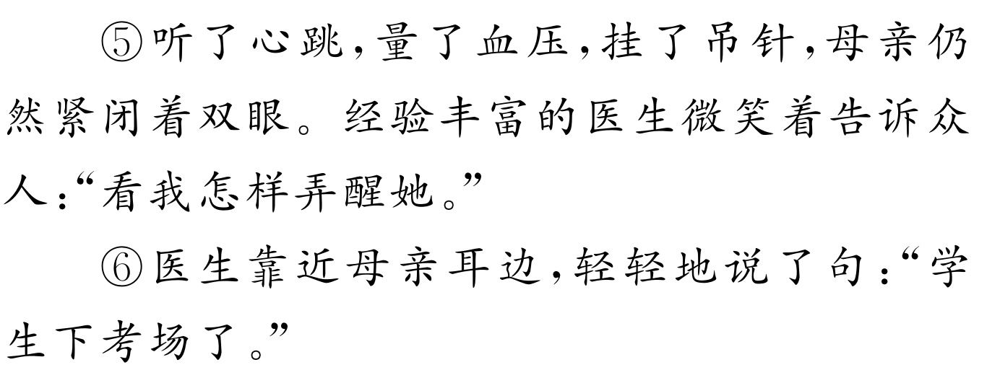 ⑤听了心跳,量了血压,挂了吊针,母亲仍
然紧闭着双眼。经验丰富的医生微笑着告诉众
人:“看我怎样弄醒她。”
⑥医生靠近母亲耳边,轻轻地说了句:“学
生下考场了。”